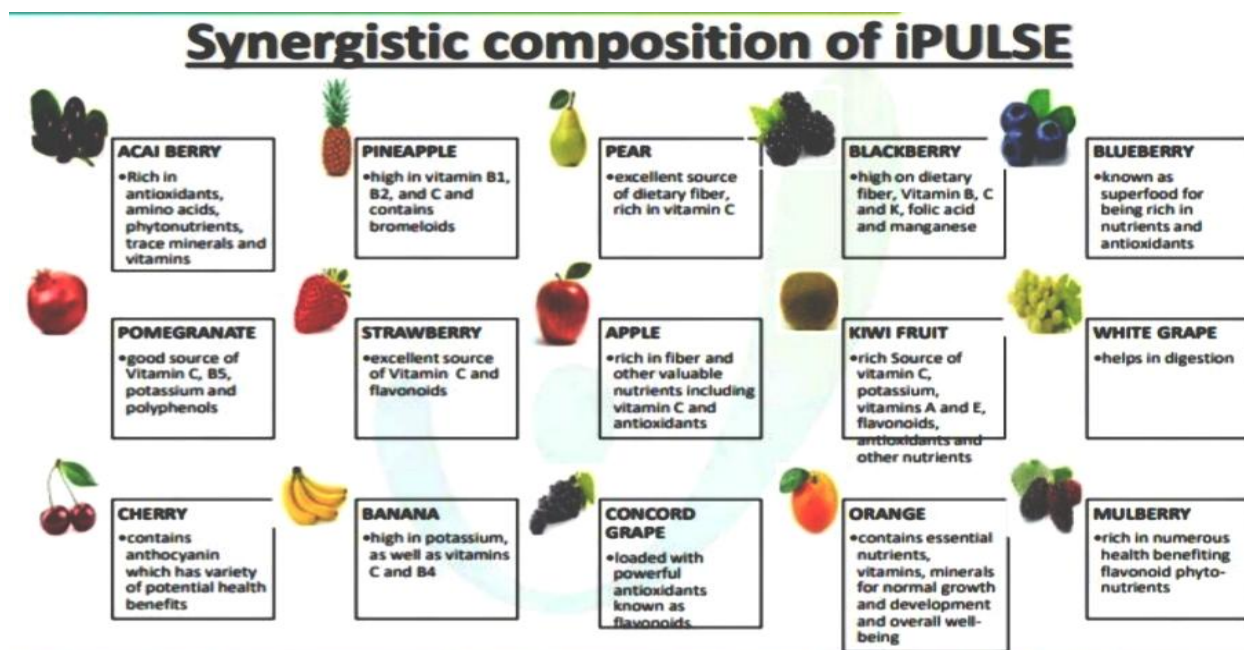 Synergistic composition of iPULSE
ACAI BERRY
•Rich in
antioxidants,
amino acids,
phytonutrients,
trace minerals and
vitamins
PINEAPPLE
•high in vitamin B1,
B2, and C and
contains
bromeloids
PEAR
•excellent source
of dietary fiber,
rich in vitamin C
BLACKBERRY
•high on dietary
fiber, Vitamin B, C
and K, folic acid
and manganese
BLUEBERRY
•known as
superfood for
being rich in
nutrients and
antioxidants
POMEGRANATE
•good source of
Vitamin C, B5,
potassium and
polyphenols
STRAWBERRY
•excellent source
of Vitamin C and
flavonoids
APPLE
•rich in fiber and
other valuable
nutrients including
vitamin C and
antioxidants
KIWI FRUIT
•rich Source of
vitamin C,
potassium,
vitamins A and E,
flavonoids,
antioxidants and
other nutrients
WHITE GRAPE
•helps in digestion
CHERRY
•contains
anthocyanin
which has variety
of potential health
benefits
BANANA
•high in potassium,
as well as vitamins
C and B4
CONCORD
GRAPE
•loaded with
powerful
antioxidants
known as
flavonoids
ORANGE
•contains essential
nutrients,
vitamins, minerals
for normal growth
and development
and overall well-
being
MULBERRY
•rich in numerous
health benefiting
flavonoid phyto-
nutrients